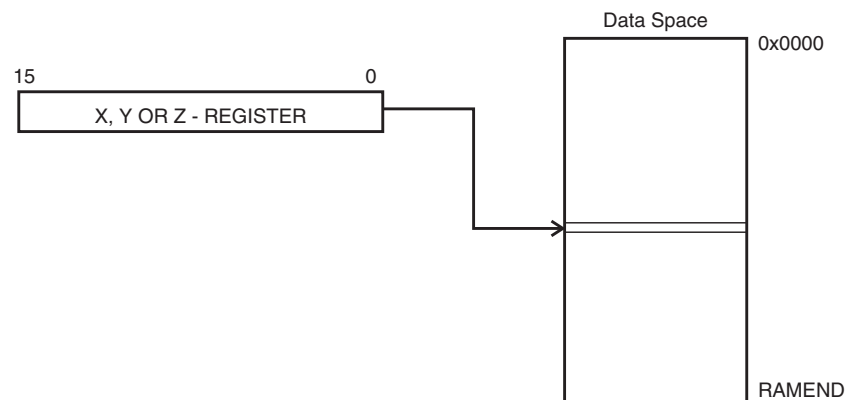 Data Space
0x0000
15
0
X, Y OR Z - REGISTER
RAMEND